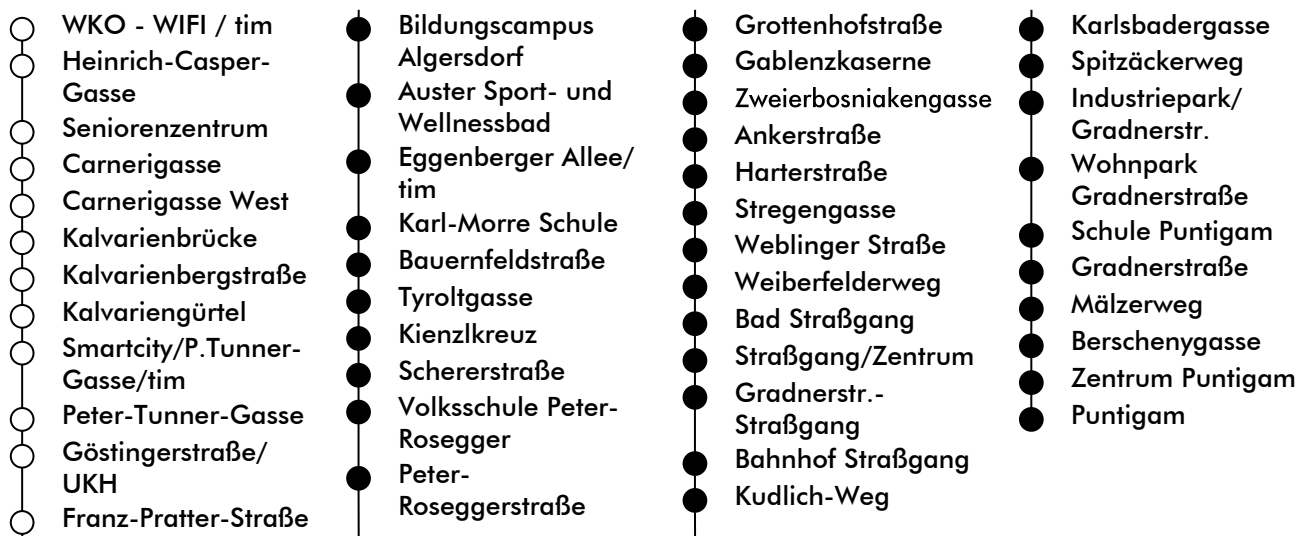 WKO - WIFI / tim
Heinrich-Casper-
Gasse
Seniorenzentrum
Carnerigasse
Carnerigasse West
Kalvarienbrücke
Kalvarienbergstraße
Kalvariengürtel
Smartcity/P.Tunner-
Gasse/tim
Peter-Tunner-Gasse
Göstingerstraße/
UKH
Franz-Pratter-Straße
Bildungscampus
Algersdorf
Auster Sport- und
Wellnessbad
Eggenberger Allee/
tim
Karl-Morre Schule
Bauernfeldstraße
Tyroltgasse
Kienzlkreuz
Schererstraße
Volksschule Peter-
Rosegger
Peter-
Roseggerstraße
Grottenhofstraße
Gablenzkaserne
Zweierbosniakengasse
Ankerstraße
Harterstraße
Stregengasse
Weblinger Straße
Weiberfelderweg
Bad Straßgang
Straßgang/Zentrum
Gradnerstr.-
Straßgang
Bahnhof Straßgang
Kudlich-Weg
Karlsbadergasse
Spitzäckerweg
Industriepark/
Gradnerstr.
Wohnpark
Gradnerstraße
Schule Puntigam
Gradnerstraße
Mälzerweg
Berschenygasse
Zentrum Puntigam
Puntigam